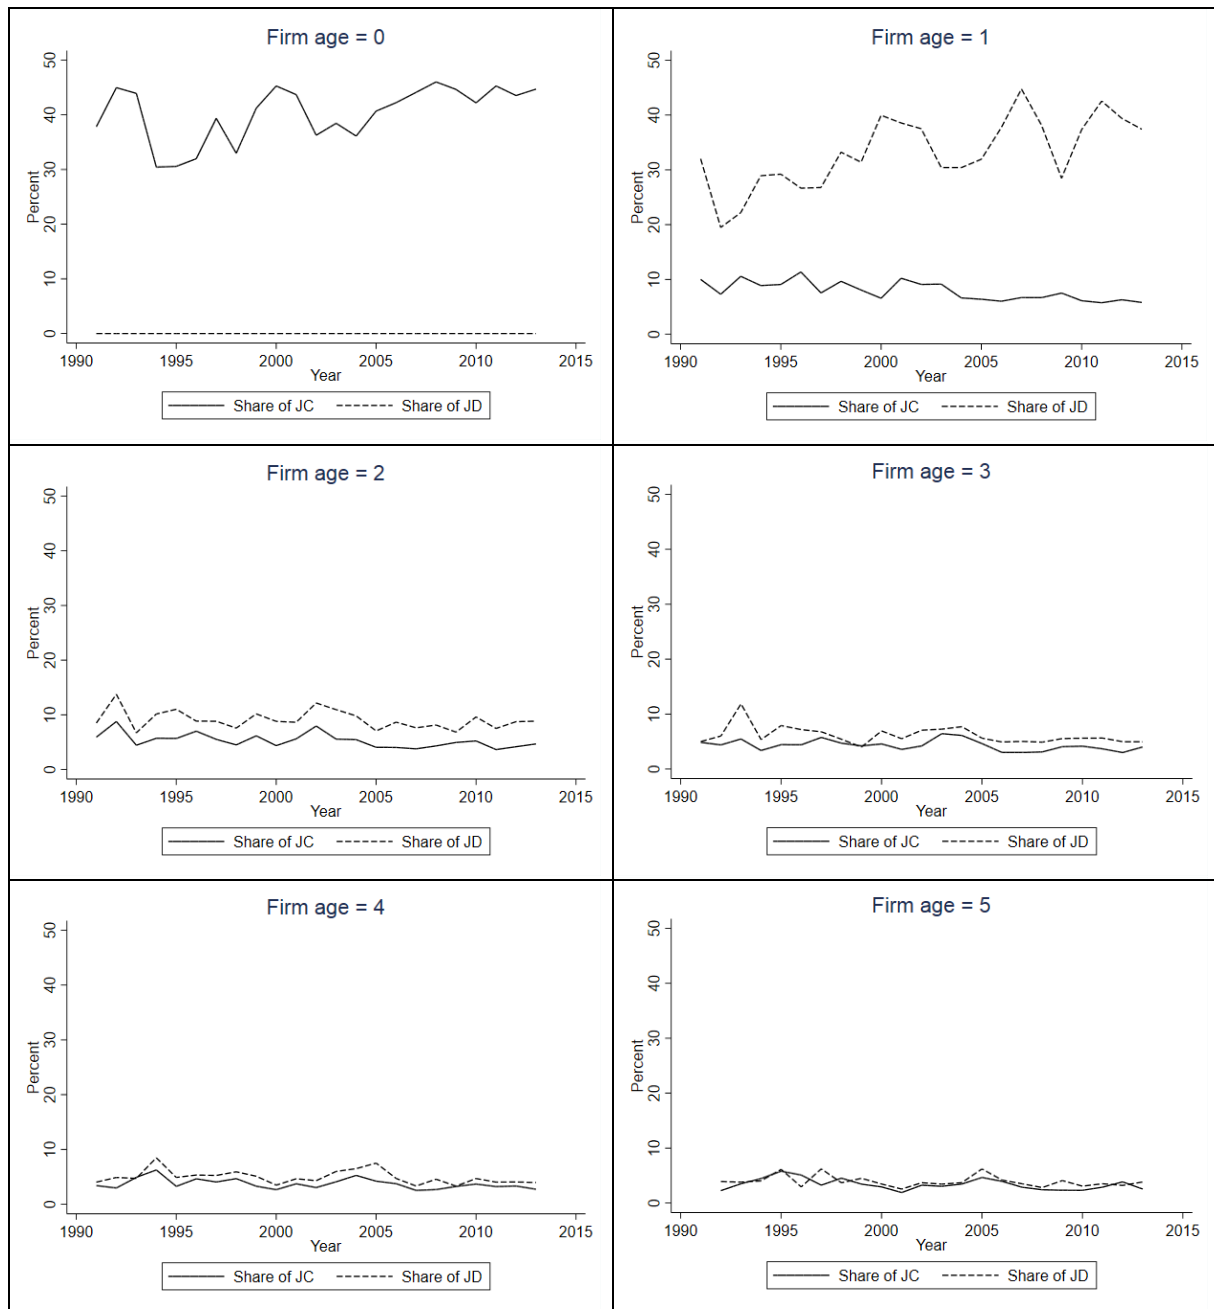 Firm age = 0
50
40
30
20
10
0
Percent
1990 1995 2000 2005 2010 2015
Year
Share of JC Share of JD
Firm age = 1
50
40
30
20
10
0
Percent
1990 1995 2000 2005 2010 2015
Year
Share of JC Share of JD
Firm age = 2
50
40
30
20
10
0
Percent
1990 1995 2000 2005 2010 2015
Year
Share of JC Share of JD
Firm age = 3
50
40
30
20
10
0
Percent
1990 1995 2000 2005 2010 2015
Year
Share of JC Share of JD
Firm age = 4
50
40
30
20
10
0
Percent
1990 1995 2000 2005 2010 2015
Year
Share of JC Share of JD
Firm age = 5
50
40
30
20
10
0
Percent
1990 1995 2000 2005 2010 2015
Year
Share of JC Share of JD